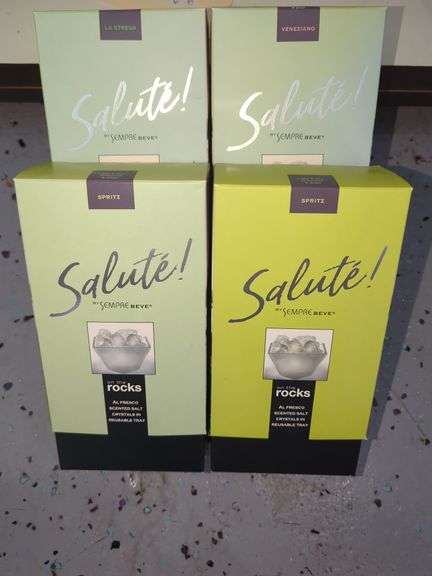 LA STREGA
Saluté!
BY SEMPRE BEVE®
VENEZIANO
Saluté!
BY SEMPRE BEVE®
SPRITZ
Saluté!
BY SEMPRE BEVE®
on the
rocks
AL FRESCO
SCENTED SALT
CRYSTALS IN
REUSABLE TRAY
SPRITZ
Saluté!
BY SEMPRE BEVE®
on the
rocks
AL FRESCO
SCENTED SALT
CRYSTALS IN
REUSABLE TRAY